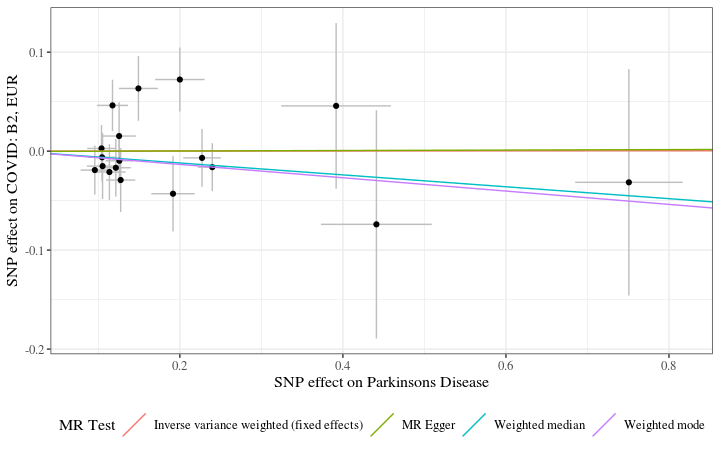 0.1
0.0
-0.1
-0.2
SNP effect on COVID: B2, EUR
0.2
0.4
0.6
0.8
SNP effect on Parkinsons Disease
MR Test
Inverse variance weighted (fixed effects)
MR Egger
Weighted median
Weighted mode